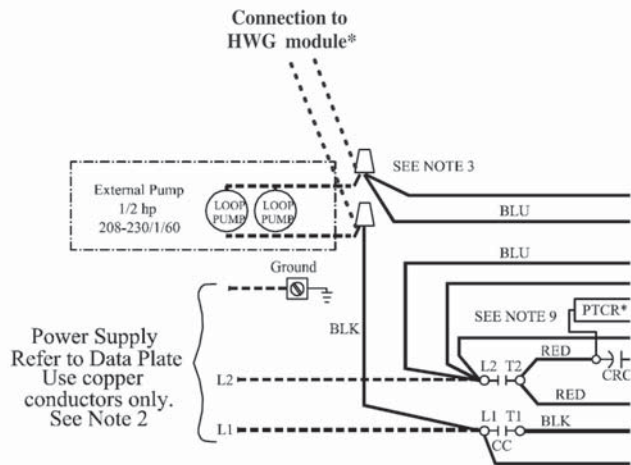 Connection to
HWG module*
SEE NOTE 3
External Pump
1/2 hp
208-230/1/60
LOOP
PUMP
LOOP
PUMP
BLU
BLU
Ground
BLK
SEE NOTE 9
PTCR*
Power Supply
Refer to Data Plate
Use copper
conductors only.
See Note 2
L2
L2 T2
RED
CRC
RED
L1
L1 T1
BLK
CC